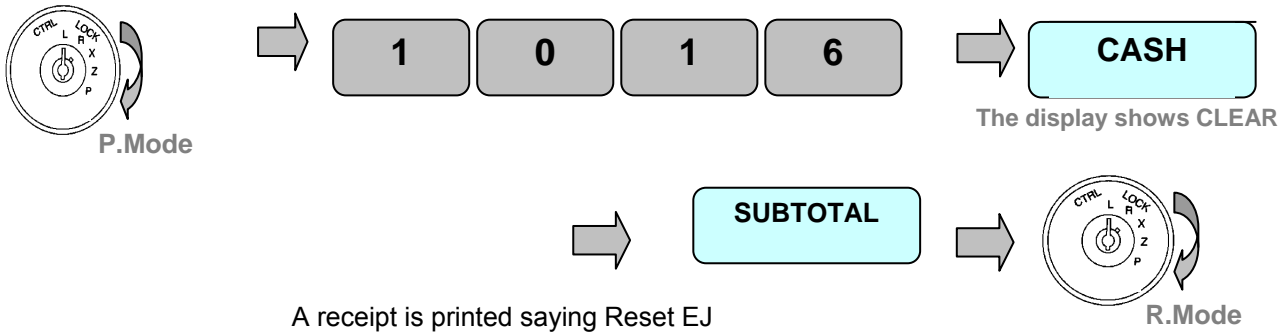 CTRL LOCK
L R X Z P
P.Mode
1 0 1 6
CASH
The display shows CLEAR
SUBTOTAL
CTRL LOCK
L R X Z P
R.Mode
A receipt is printed saying Reset EJ